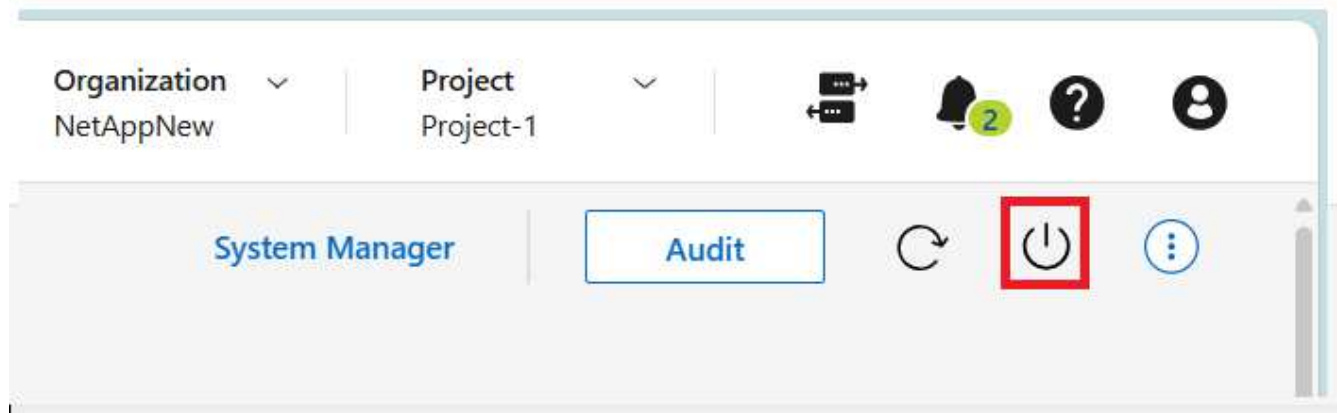 Organization Project
NetAppNew Project-1
2
System Manager Audit